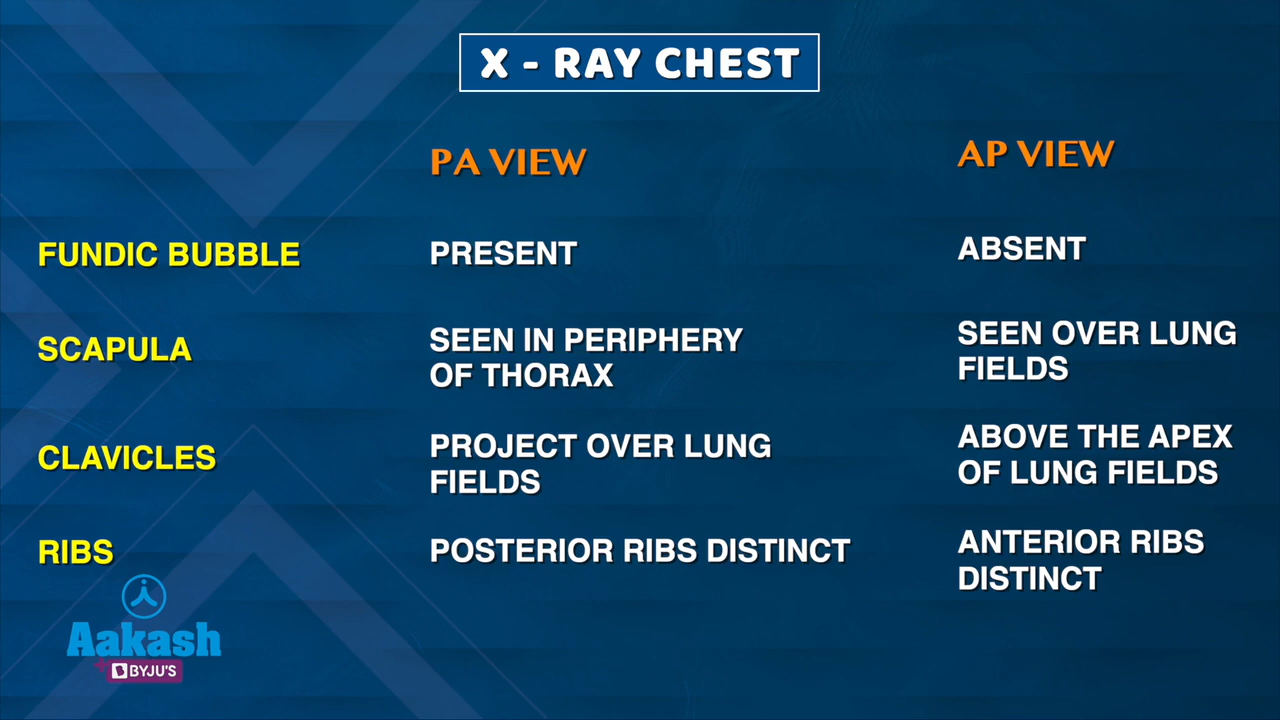 X - RAY CHEST
PA VIEW
AP VIEW
FUNDIC BUBBLE
PRESENT
ABSENT
SCAPULA
SEEN IN PERIPHERY
OF THORAX
SEEN OVER LUNG
FIELDS
CLAVICLES
PROJECT OVER LUNG
FIELDS
ABOVE THE APEX
OF LUNG FIELDS
RIBS
POSTERIOR RIBS DISTINCT
ANTERIOR RIBS
DISTINCT
Aakash
BYJU'S